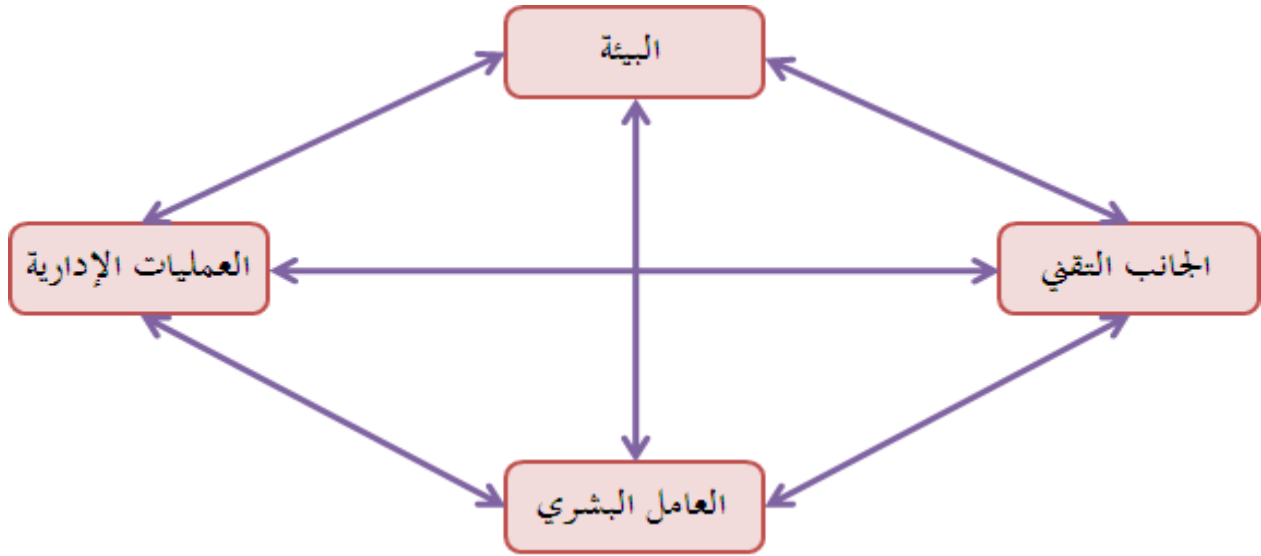 البيئة
الجانب التقني
العمليات الإدارية
العامل البشري